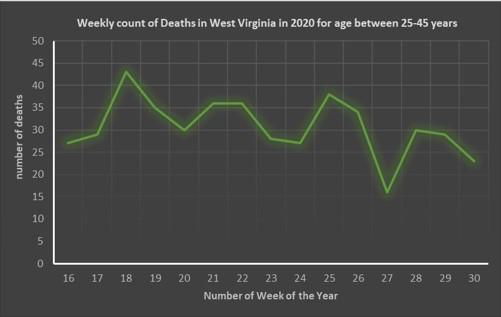 Weekly count of Deaths in West Virginia in 2020 for age between 25-45 years
50
45
40
35
30
25
20
15
10
5
0
number of deaths
16 17 18 19 20 21 22 23 24 25 26 27 28 29 30
Number of Week of the Year